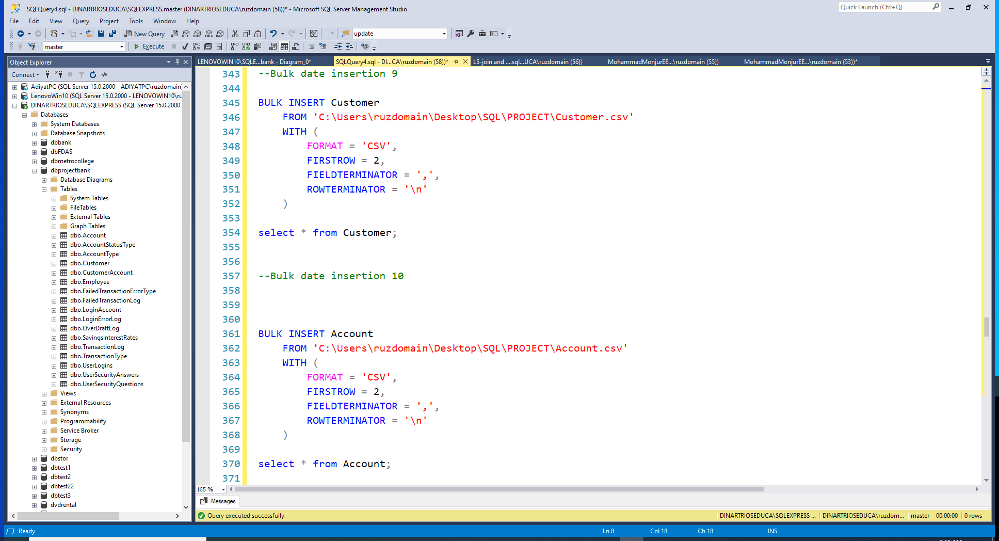 SQLQuery4.sql - DINARTRIOSEDUCA\SQLEXPRESS.master (DINARTRIOSEDUCA\ruzdomain (58))* - Microsoft SQL Server Management Studio
Quick Launch (Ctrl+Q)
File Edit View Query Project Tools Window Help
New Query
MDX DMX XMLA DAX
update
master
Execute
Object Explorer
Connect
AdiyatPC (SQL Server 15.0.2000 - ADIYATPC\ruzdomain
LenovoWin10 (SQL Server 15.0.2000 - LENOVOWIN10\ru
DINARTRIOSEDUCA\SQLEXPRESS (SQL Server 15.0.2000
Databases
System Databases
Database Snapshots
dbbank
dbFDAS
dbmetrocollege
dbprojectbank
Database Diagrams
Tables
System Tables
FileTables
External Tables
Graph Tables
dbo.Account
dbo.AccountStatusType
dbo.AccountType
dbo.Customer
dbo.CustomerAccount
dbo.Employee
dbo.FailedTransactionErrorType
dbo.FailedTransactionLog
dbo.LoginAccount
dbo.LoginErrorLog
dbo.OverDraftLog
dbo.SavingsInterestRates
dbo.TransactionLog
dbo.TransactionType
dbo.UserLogins
dbo.UserSecurityAnswers
dbo.UserSecurityQuestions
Views
External Resources
Synonyms
Programmability
Service Broker
Storage
Security
dbstor
dbtest1
dbtest2
dbtest22
dbtest3
dvdrental
LENOVOWIN10\SQLE...bank - Diagram_0*
SQLQuery4.sql - DI...CA\ruzdomain (58))*
L5-join and ....sql...UCA\ruzdomain (56))
MohammadMonjurEE...\ruzdomain (55))
MohammadMonjurEE...\ruzdomain (53))*
343 --Bulk date insertion 9
344
345 BULK INSERT Customer
346 FROM 'C:\Users\ruzdomain\Desktop\SQL\PROJECT\Customer.csv'
347 WITH (
348 FORMAT = 'CSV',
349 FIRSTROW = 2,
350 FIELDTERMINATOR = ',',
351 ROWTERMINATOR = '\n'
352 )
353
354 select * from Customer;
355
356
357 --Bulk date insertion 10
358
359
360
361 BULK INSERT Account
362 FROM 'C:\Users\ruzdomain\Desktop\SQL\PROJECT\Account.csv'
363 WITH (
364 FORMAT = 'CSV',
365 FIRSTROW = 2,
366 FIELDTERMINATOR = ',',
367 ROWTERMINATOR = '\n'
368 )
369
370 select * from Account;
371
165 %
Messages
Query executed successfully.
DINARTRIOSEDUCA\SQLEXPRESS ... DINARTRIOSEDUCA\ruzdom... master 00:00:00 0 rows
Ready
Ln 8 Col 18 Ch 18 INS